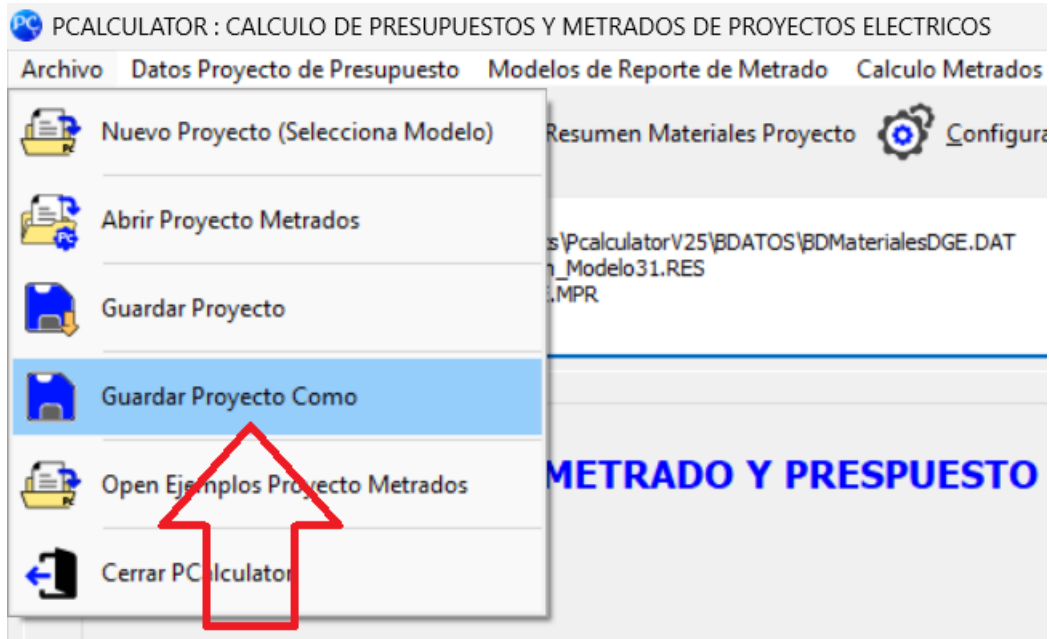 PCALCULATOR : CALCULO DE PRESUPUESTOS Y METRADOS DE PROYECTOS ELECTRICOS
Archivo Datos Proyecto de Presupuesto Modelos de Reporte de Metrado Calculo Metrados
Nuevo Proyecto (Selecciona Modelo)
Resumen Materiales Proyecto
Configura
Abrir Proyecto Metrados
s\PcalculatorV25\BDATOS\BDMaterialesDGE.DAT
n_Modelo31.RES
.MPR
Guardar Proyecto
Guardar Proyecto Como
Open Ejemplos Proyecto Metrados
METRADO Y PRESPUESTO
Cerrar PCalculator